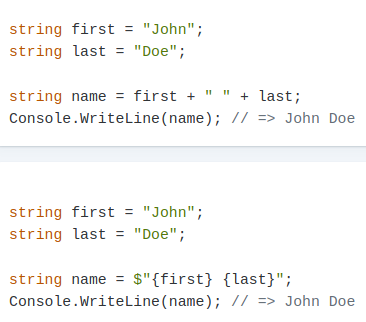 string first = "John";
string last = "Doe";
string name = first + " " + last;
Console.WriteLine(name); // => John Doe
string first = "John";
string last = "Doe";
string name = $"{first} {last}";
Console.WriteLine(name); // => John Doe